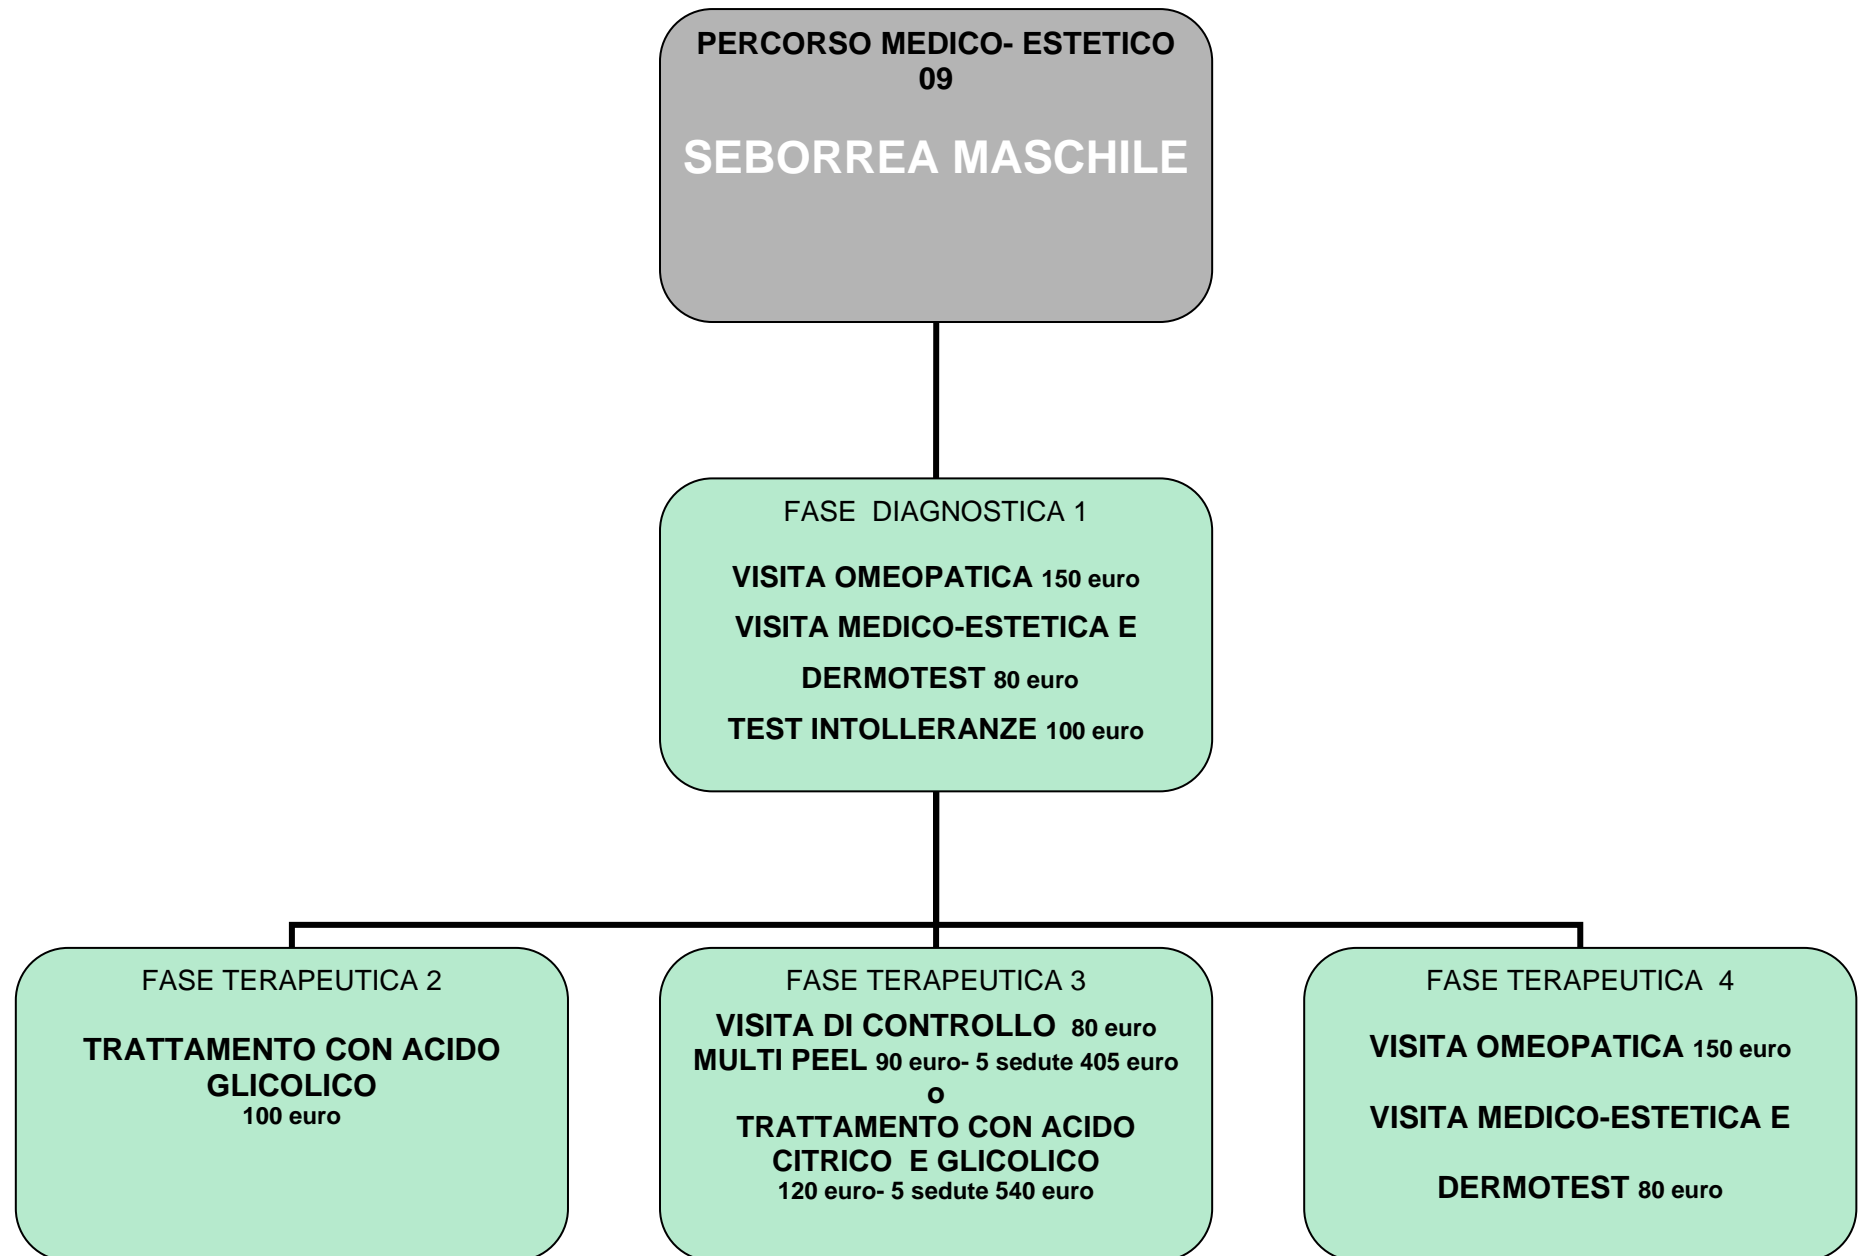 PERCORSO MEDICO- ESTETICO
09
SEBORREA MASCHILE
FASE DIAGNOSTICA 1
VISITA OMEOPATICA 150 euro
VISITA MEDICO-ESTETICA E
DERMOTEST 80 euro
TEST INTOLLERANZE 100 euro
FASE TERAPEUTICA 2
TRATTAMENTO CON ACIDO
GLICOLICO
100 euro
FASE TERAPEUTICA 3
VISITA DI CONTROLLO 80 euro
MULTI PEEL 90 euro- 5 sedute 405 euro
o
TRATTAMENTO CON ACIDO
CITRICO E GLICOLICO
120 euro- 5 sedute 540 euro
FASE TERAPEUTICA 4
VISITA OMEOPATICA 150 euro
VISITA MEDICO-ESTETICA E
DERMOTEST 80 euro